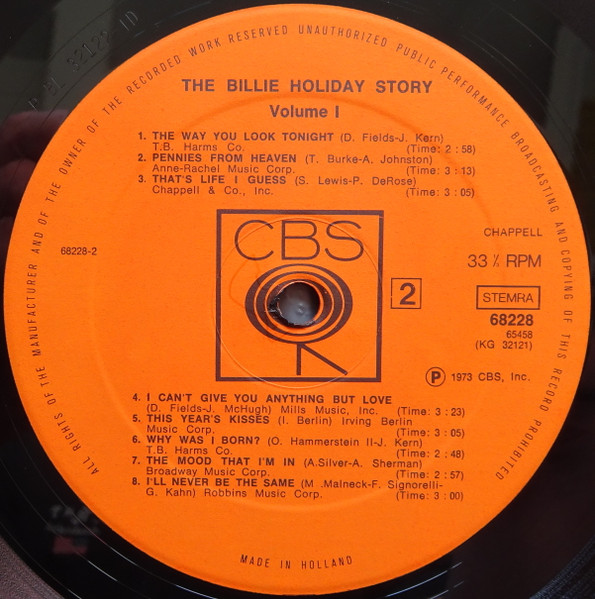 ALL RIGHTS OF THE MANUFACTURER AND OF THE OWNER OF THE RECORDED WORK RESERVED UNAUTHORIZED PUBLIC PERFORMANCE BROADCASTING AND COPYING OF THIS RECORD PROHIBITED
THE BILLIE HOLIDAY STORY
Volume I
1. THE WAY YOU LOOK TONIGHT (D. Fields-J. Kern)
T.B. Harms Co. (Time: 2 : 58)
2. PENNIES FROM HEAVEN (T. Burke-A. Johnston)
Anne-Rachel Music Corp. (Time: 3 : 13)
3. THAT'S LIFE I GUESS (S. Lewis-P. DeRose)
Chappell & Co., Inc. (Time: 3 : 05)
68228-2
CBS
CHAPPELL
33 ⅓ RPM
2
STEMRA
68228
65458
(KG 32121)
Ⓟ 1973 CBS, Inc.
4. I CAN'T GIVE YOU ANYTHING BUT LOVE
(D. Fields-J. McHugh) Mills Music, Inc. (Time: 3 : 23)
5. THIS YEAR'S KISSES (I. Berlin) Irving Berlin
Music Corp. (Time: 3 : 05)
6. WHY WAS I BORN? (O. Hammerstein II-J. Kern)
T.B. Harms Co. (Time: 2 : 48)
7. THE MOOD THAT I'M IN (A.Silver-A. Sherman)
Broadway Music Corp. (Time: 2 : 57)
8. I'LL NEVER BE THE SAME (M .Malneck-F. Signorelli-
G. Kahn) Robbins Music Corp. (Time: 3 : 00)
MADE IN HOLLAND